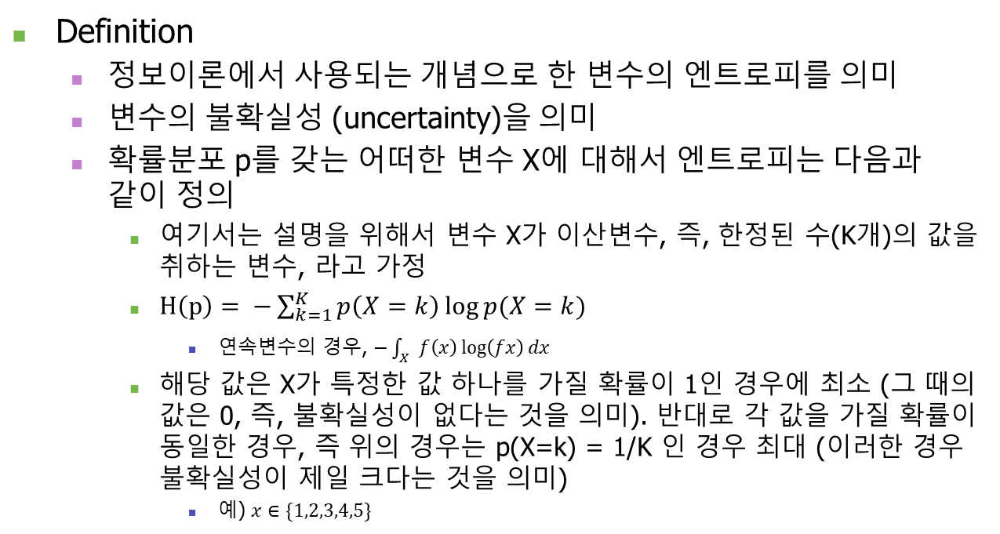 Definition
정보이론에서 사용되는 개념으로 한 변수의 엔트로피를 의미
변수의 불확실성 (uncertainty)을 의미
확률분포 p를 갖는 어떠한 변수 X에 대해서 엔트로피는 다음과
같이 정의
여기서는 설명을 위해서 변수 X가 이산변수, 즉, 한정된 수(K개)의 값을
취하는 변수, 라고 가정
H(p) = − ∑_{k=1}^{K} p(X = k) log p(X = k)
연속변수의 경우, − ∫_X f(x) log(fx) dx
해당 값은 X가 특정한 값 하나를 가질 확률이 1인 경우에 최소 (그 때의
값은 0, 즉, 불확실성이 없다는 것을 의미). 반대로 각 값을 가질 확률이
동일한 경우, 즉 위의 경우는 p(X=k) = 1/K 인 경우 최대 (이러한 경우
불확실성이 제일 크다는 것을 의미)
예) x ∈ {1,2,3,4,5}